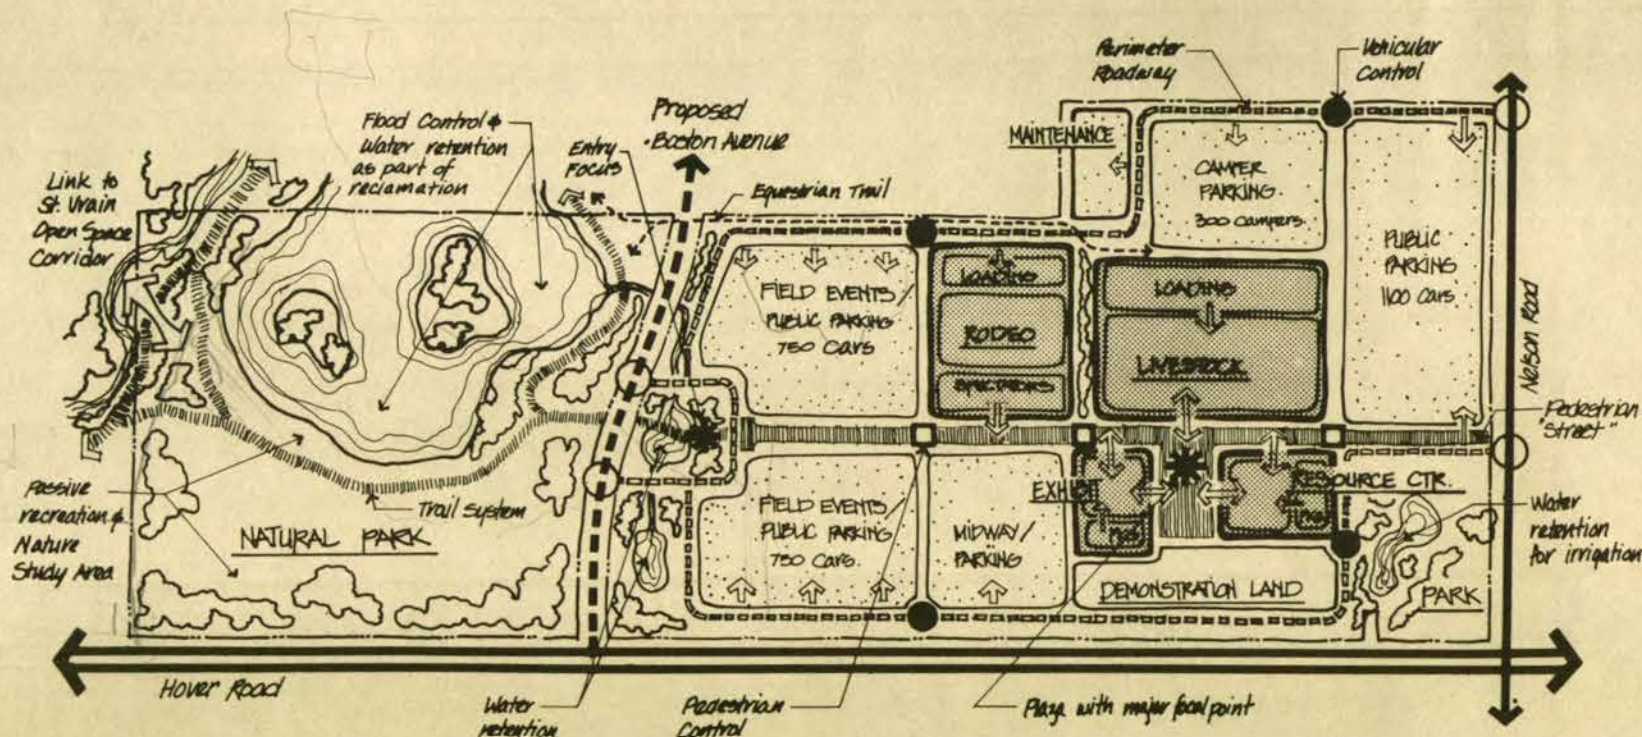 Perimeter
Roadway
Vehicular
Control
Proposed
Boston Avenue
Flood Control &
Water retention
as part of
reclamation
Entry
Focus
MAINTENANCE
Link to
St. Vrain
Open Space
Corridor
Equestrian Trail
CAMPER
PARKING
300 Campers
PUBLIC
PARKING
1100 Cars
Nelson Road
FIELD EVENTS/
PUBLIC PARKING
750 Cars
LOADING
RODEO
SPECTATORS
LOADING
LIVESTOCK
Pedestrian
"Street"
Passive
recreation &
Nature
Study Area
Trail System
NATURAL PARK
FIELD EVENTS/
PUBLIC PARKING
750 Cars
MIDWAY/
PARKING
EXHIBIT
RESOURCE CTR.
DEMONSTRATION LAND
PARK
Water
retention
for irrigation
Hover Road
Water
retention
Pedestrian
Control
Plaza with major focal point